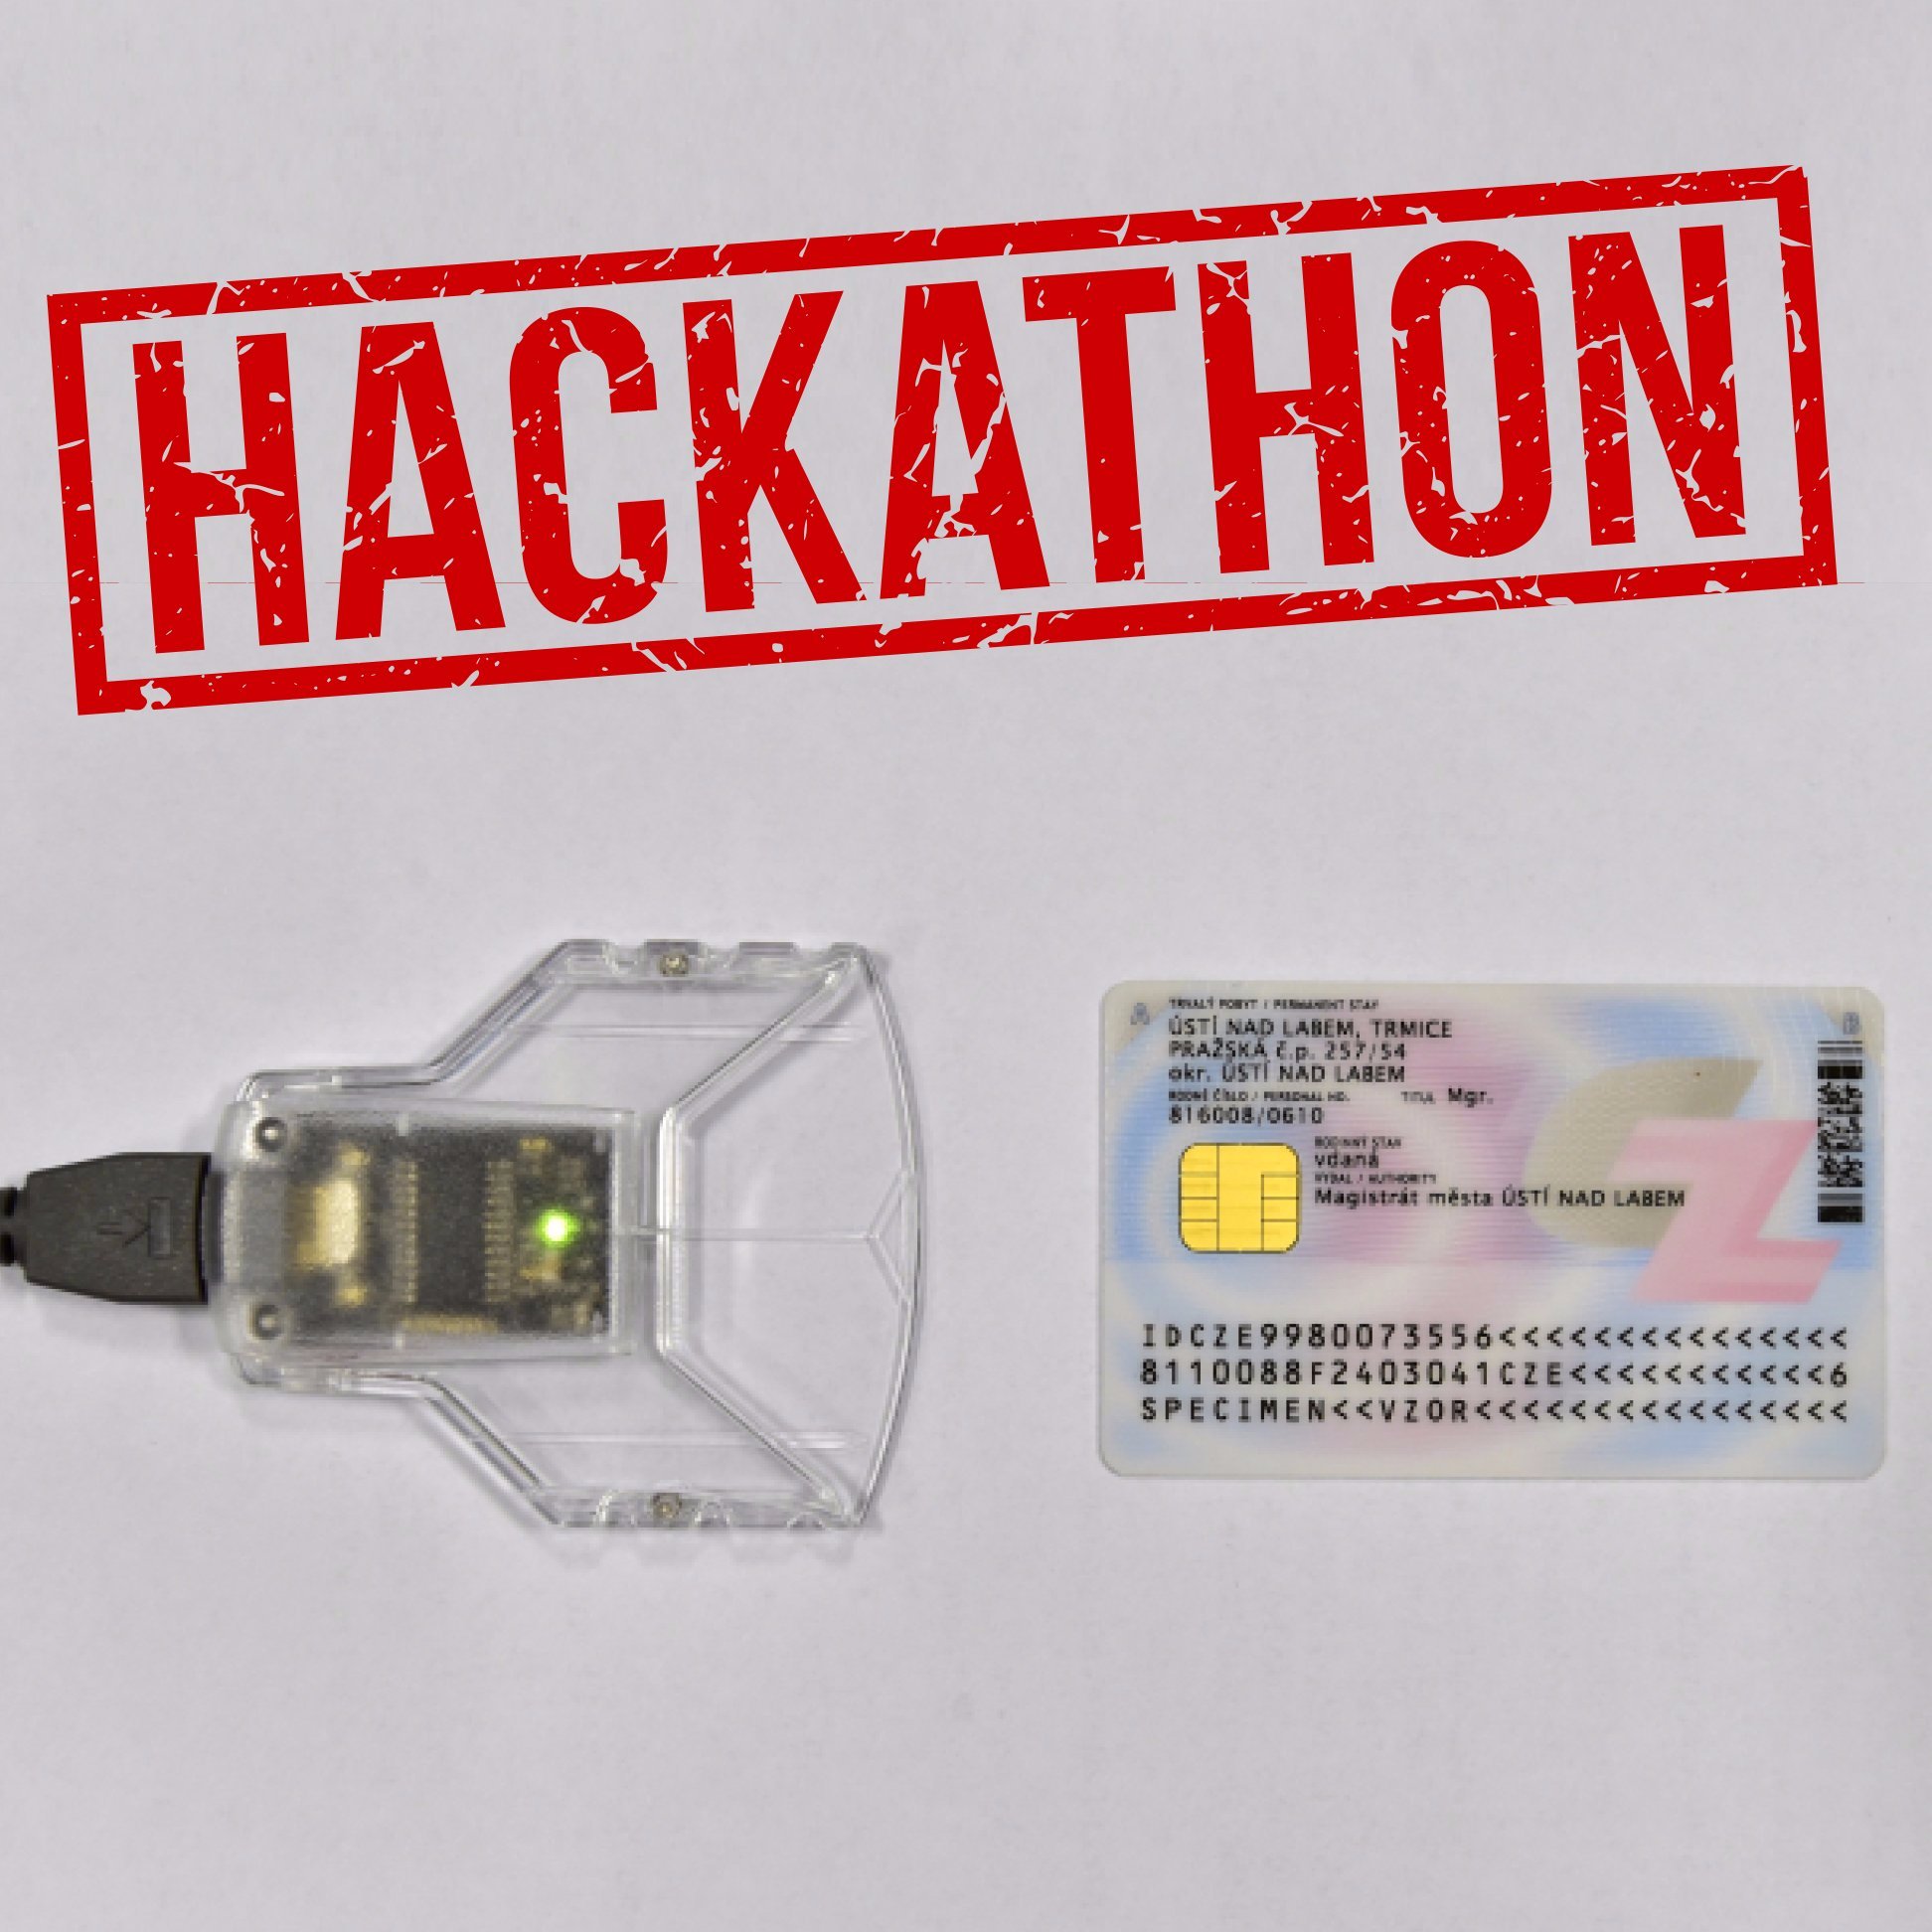 HACKATHON
A
TRVALÝ POBYT / PERMANENT STAY
B
ÚSTÍ NAD LABEM, TRMICE
PRAŽSKÁ č.p. 257/54
okr. ÚSTÍ NAD LABEM
RODNÉ ČÍSLO / PERSONAL NO. TITUL Mgr.
816008/0610
RODINNÝ STAV
vdaná
VYDAL / AUTHORITY
Magistrát města ÚSTÍ NAD LABEM
CZ
IDCZE9980073556<<<<<<<<<<<<<<<
8110088F2403041CZE<<<<<<<<<<<6
SPECIMEN<<VZOR<<<<<<<<<<<<<<<<